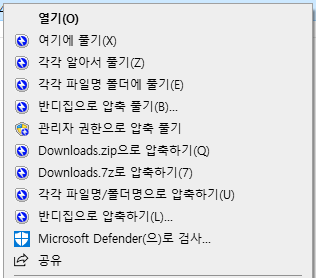 열기(O)
여기에 풀기(X)
각각 알아서 풀기(Z)
각각 파일명 폴더에 풀기(E)
반디집으로 압축 풀기(B)...
관리자 권한으로 압축 풀기
Downloads.zip으로 압축하기(Q)
Downloads.7z로 압축하기(7)
각각 파일명/폴더명으로 압축하기(U)
반디집으로 압축하기(L)...
Microsoft Defender(으)로 검사...
공유